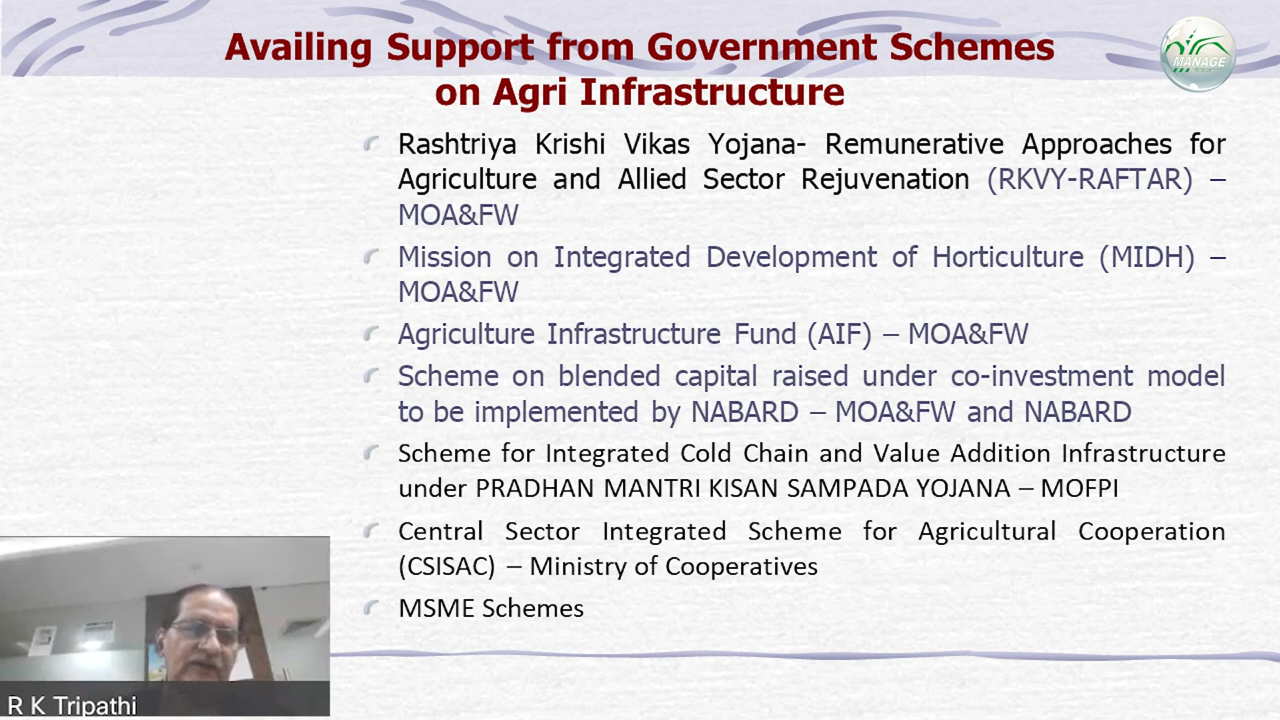 Availing Support from Government Schemes
on Agri Infrastructure
MANAGE
Rashtriya Krishi Vikas Yojana- Remunerative Approaches for
Agriculture and Allied Sector Rejuvenation (RKVY-RAFTAR) –
MOA&FW
Mission on Integrated Development of Horticulture (MIDH) –
MOA&FW
Agriculture Infrastructure Fund (AIF) – MOA&FW
Scheme on blended capital raised under co-investment model
to be implemented by NABARD – MOA&FW and NABARD
Scheme for Integrated Cold Chain and Value Addition Infrastructure
under PRADHAN MANTRI KISAN SAMPADA YOJANA – MOFPI
Central Sector Integrated Scheme for Agricultural Cooperation
(CSISAC) – Ministry of Cooperatives
MSME Schemes
R K Tripathi